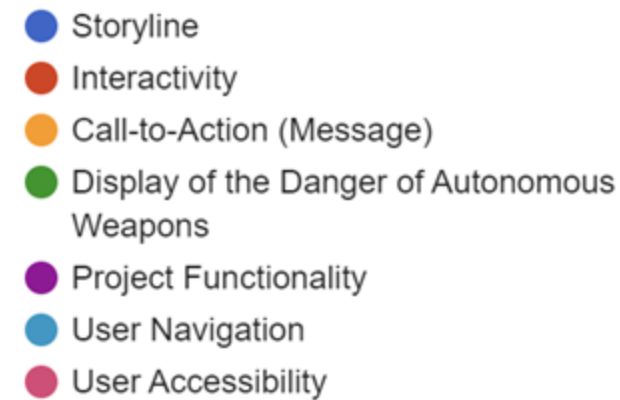 Storyline
Interactivity
Call-to-Action (Message)
Display of the Danger of Autonomous
Weapons
Project Functionality
User Navigation
User Accessibility